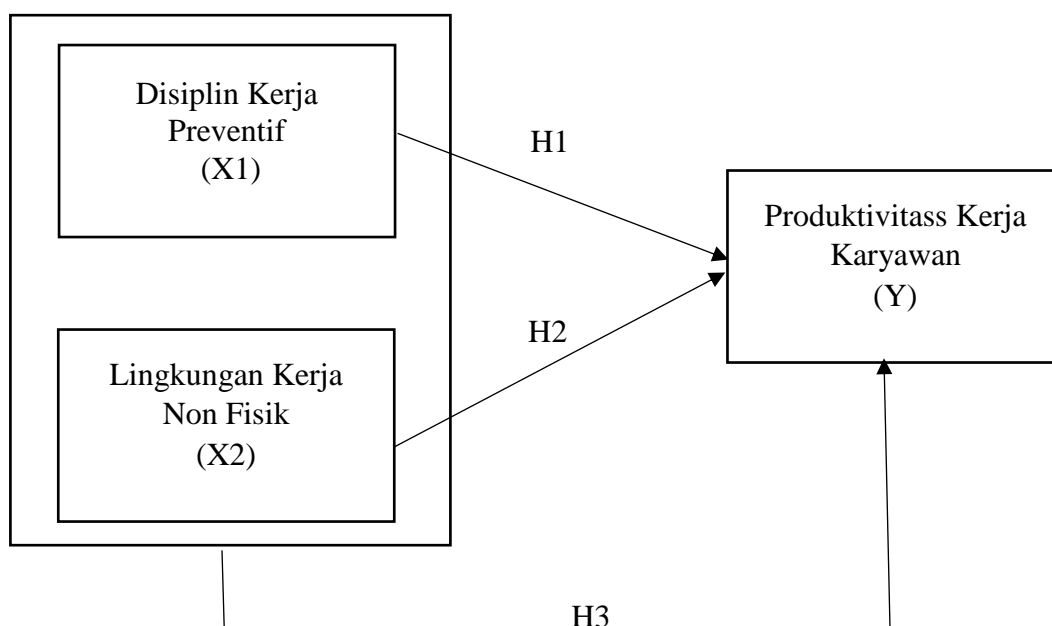 Disiplin Kerja
Preventif
(X1)
H1
Produktivitass Kerja
Karyawan
(Y)
H2
Lingkungan Kerja
Non Fisik
(X2)
H3